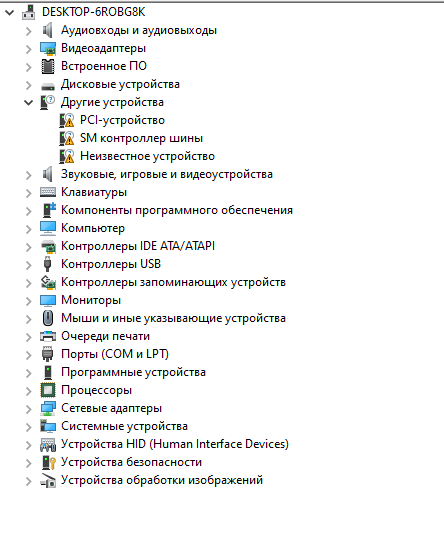 DESKTOP-6ROBG8K
Аудиовходы и аудиовыходы
Видеоадаптеры
Встроенное ПО
Дисковые устройства
Другие устройства
PCI-устройство
SM контроллер шины
Неизвестное устройство
Звуковые, игровые и видеоустройства
Клавиатуры
Компоненты программного обеспечения
Компьютер
Контроллеры IDE ATA/ATAPI
Контроллеры USB
Контроллеры запоминающих устройств
Мониторы
Мыши и иные указывающие устройства
Очереди печати
Порты (COM и LPT)
Программные устройства
Процессоры
Сетевые адаптеры
Системные устройства
Устройства HID (Human Interface Devices)
Устройства безопасности
Устройства обработки изображений